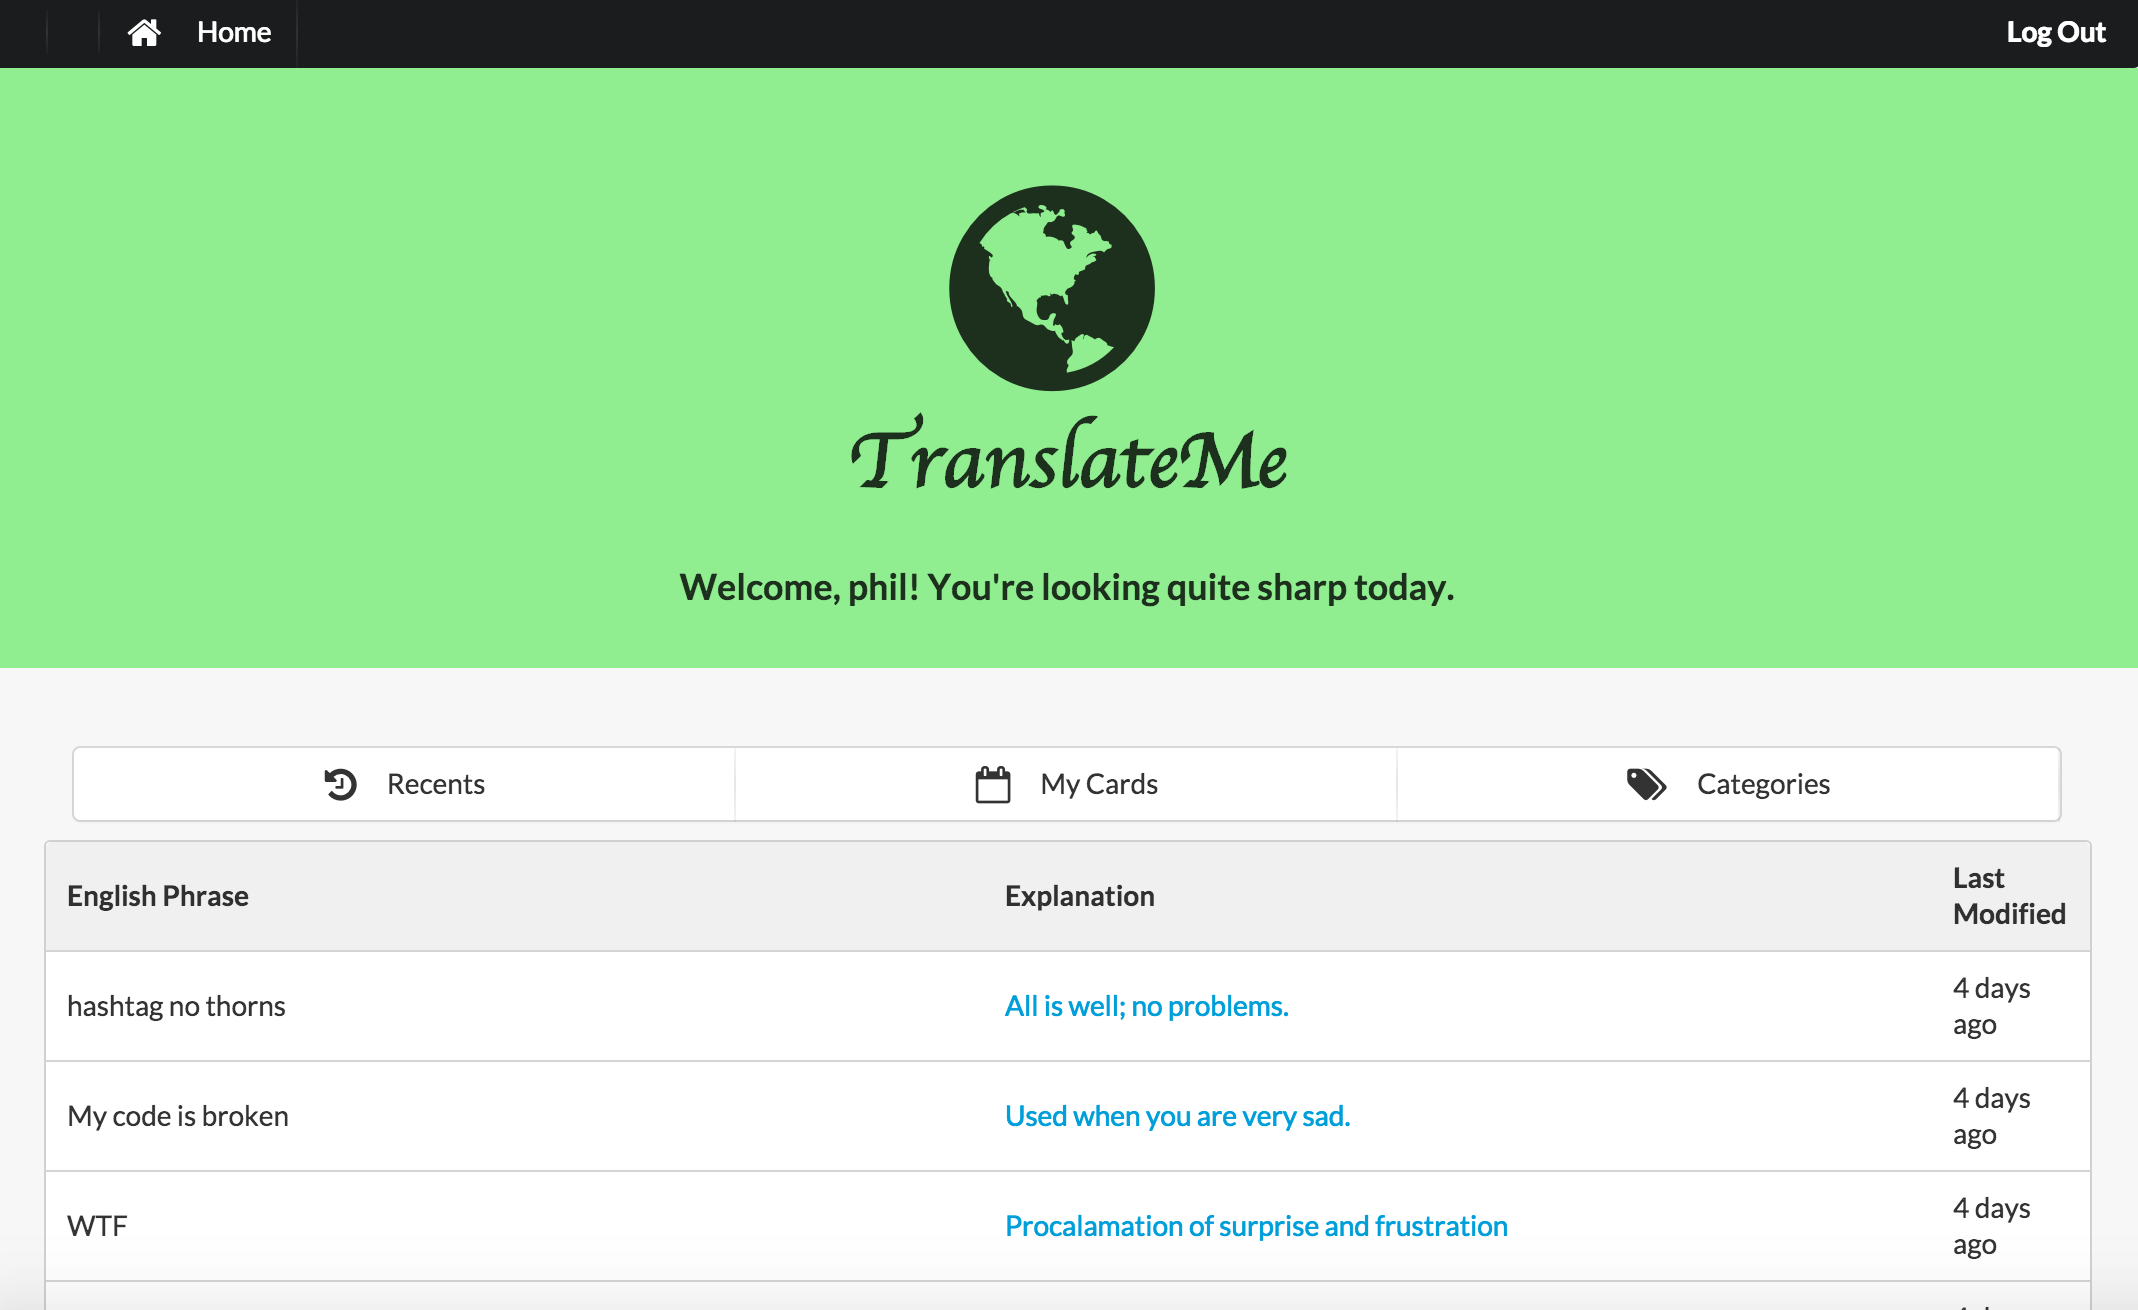 Home
Log Out
TranslateMe
Welcome, phil! You're looking quite sharp today.
Recents
My Cards
Categories
English Phrase
Explanation
Last
Modified
hashtag no thorns
All is well; no problems.
4 days
ago
My code is broken
Used when you are very sad.
4 days
ago
WTF
Procalamation of surprise and frustration
4 days
ago